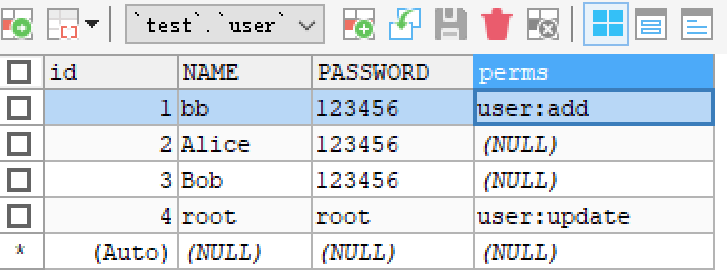 `test`.`user`
id NAME PASSWORD perms
1 bb 123456 user:add
2 Alice 123456 (NULL)
3 Bob 123456 (NULL)
4 root root user:update
* (Auto) (NULL) (NULL) (NULL)